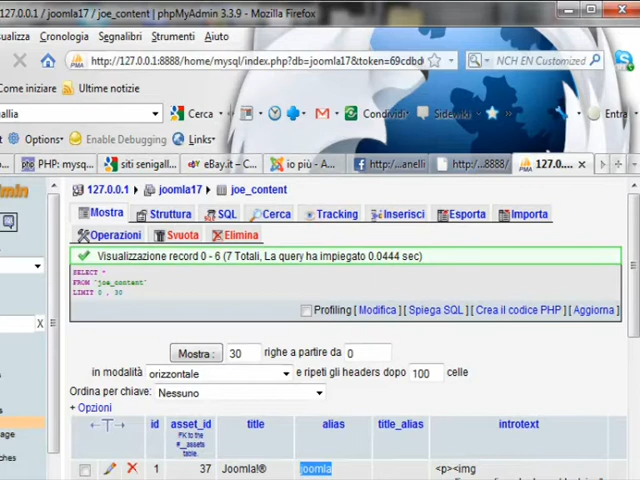 127.0.0.1 / joomla17 / joe_content | phpMyAdmin 3.3.9 - Mozilla Firefox
Cronologia Segnalibri Strumenti Aiuto
http://127.0.0.1:8888/home/mysql/index.php?db=joomla17&token=69cdbd
NCH EN Customized
Come iniziare Ultime notizie
Cerca Condividi Sidewiki Entra
Options Enable Debugging Links
PHP: mysq... siti senigall... eBay.it – C... io più - A... http:...anelli http:...8888/ 127.0....
127.0.0.1 joomla17 joe_content
Mostra Struttura SQL Cerca Tracking Inserisci Esporta Importa
Operazioni Svuota Elimina
Visualizzazione record 0 - 6 (7 Totali, La query ha impiegato 0.0444 sec)
SELECT *
FROM `joe_content`
LIMIT 0 , 30
Profiling [ Modifica ] [ Spiega SQL ] [ Crea il codice PHP ] [ Aggiorna ]
Mostra : 30 righe a partire da 0
in modalità orizzontale e ripeti gli headers dopo 100 celle
Ordina per chiave: Nessuno
+ Opzioni
←T→ id asset_id title alias title_alias introtext
FK to the
#__assets
table.
1 37 Joomla!® joomla <p><img